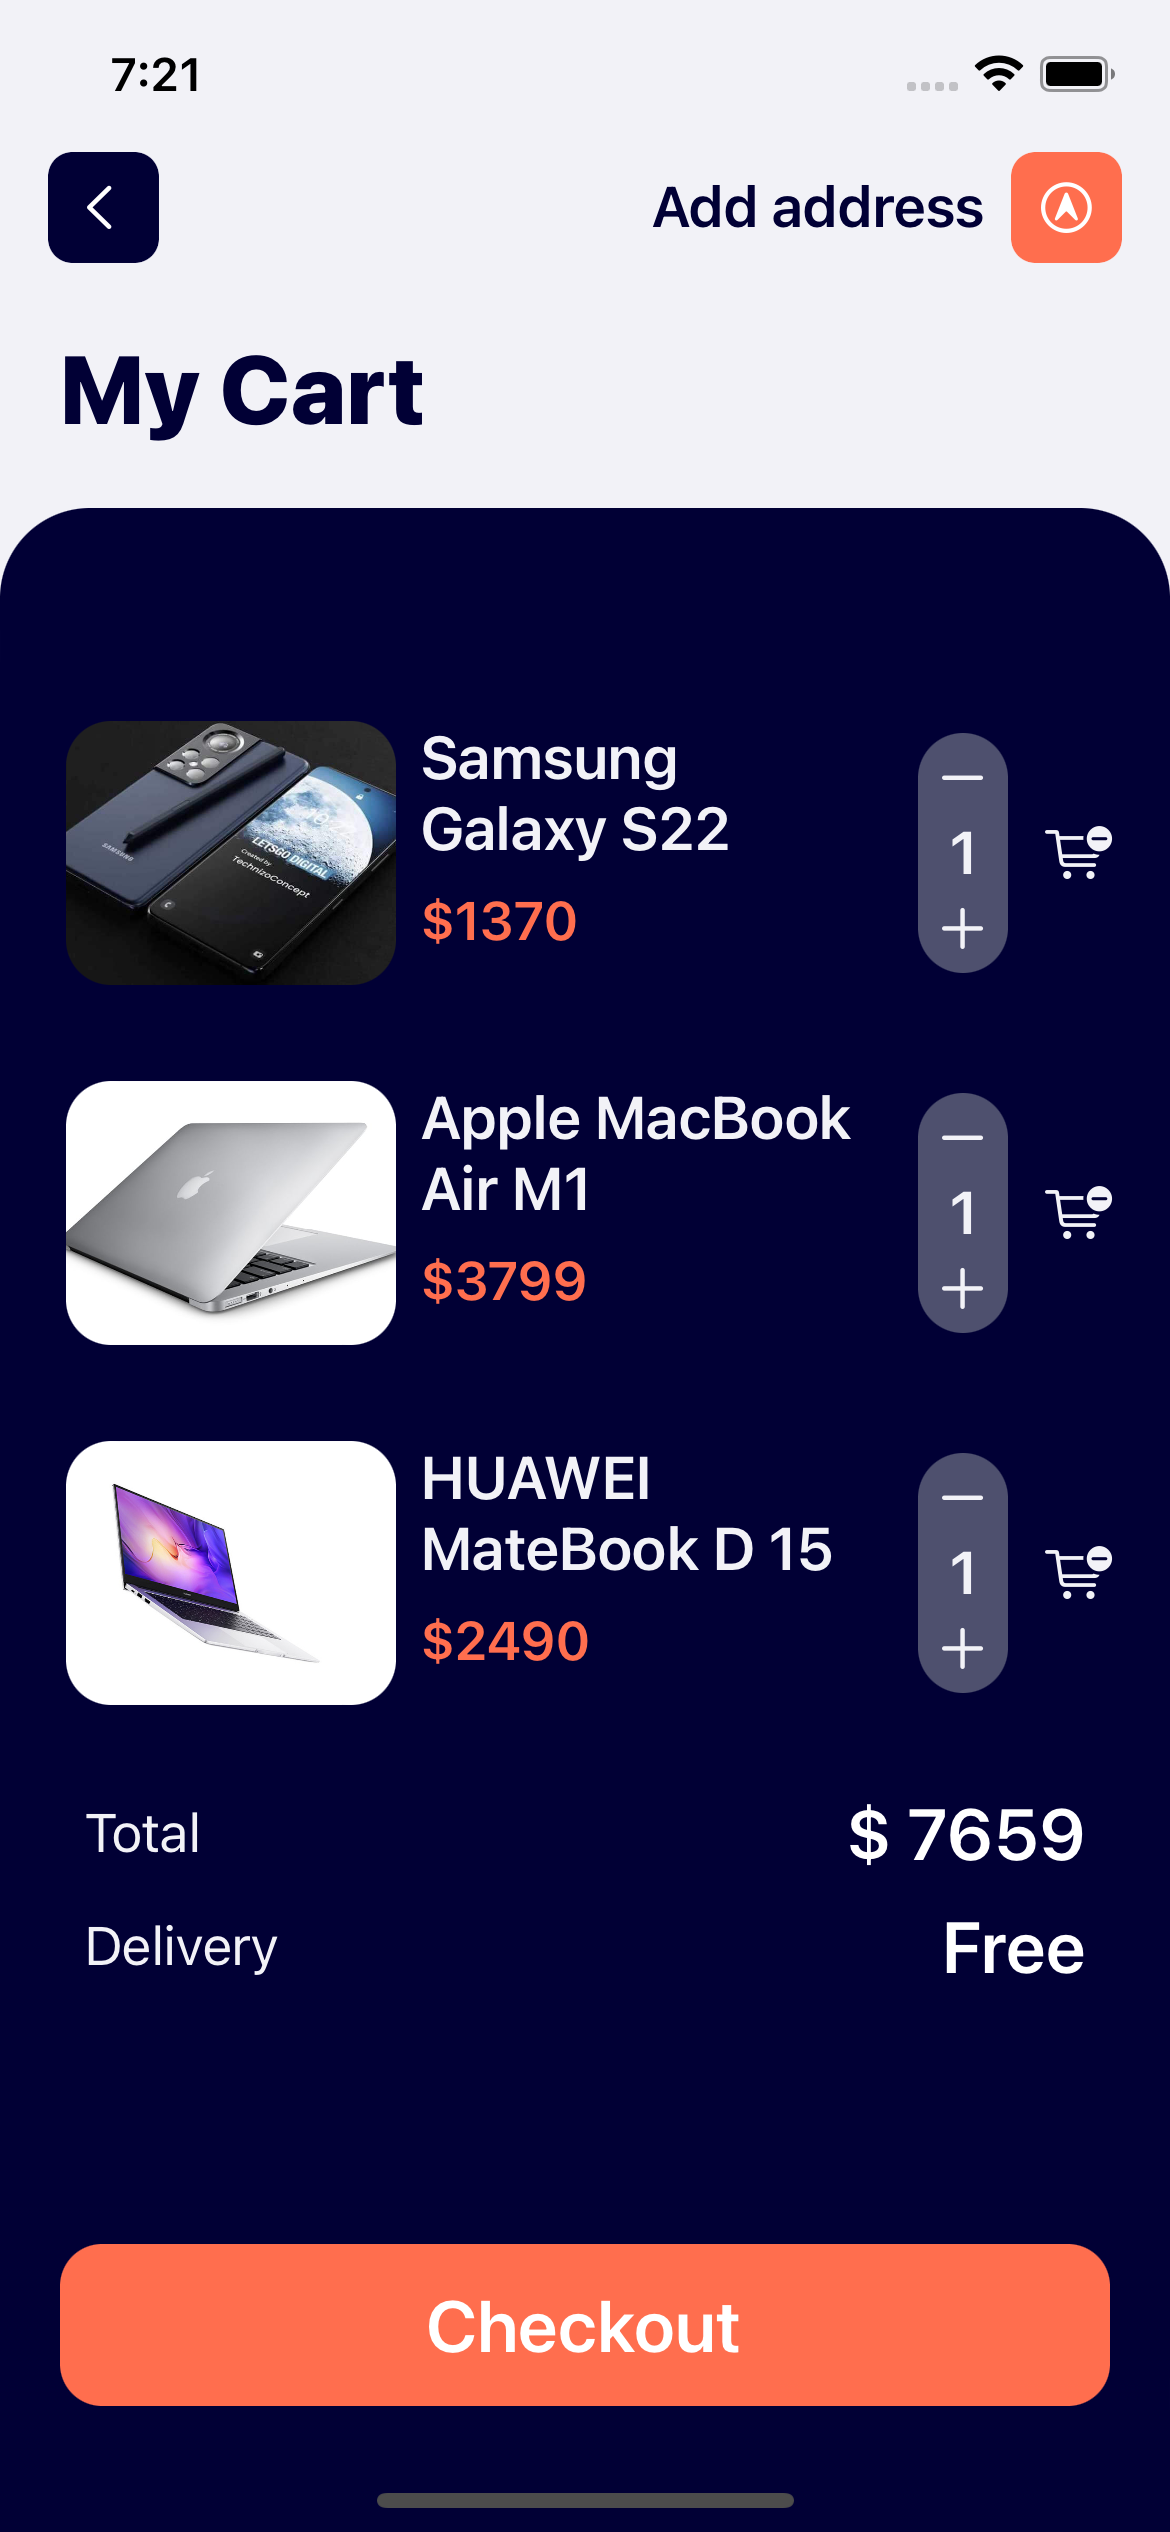 7:21
Add address
My Cart
Samsung
Galaxy S22
$1370
SAMSUNG
LETSGO DIGITAL
Created by
TechnizoConcept
1
Apple MacBook
Air M1
$3799
1
HUAWEI
MateBook D 15
$2490
1
Total
$ 7659
Delivery
Free
Checkout